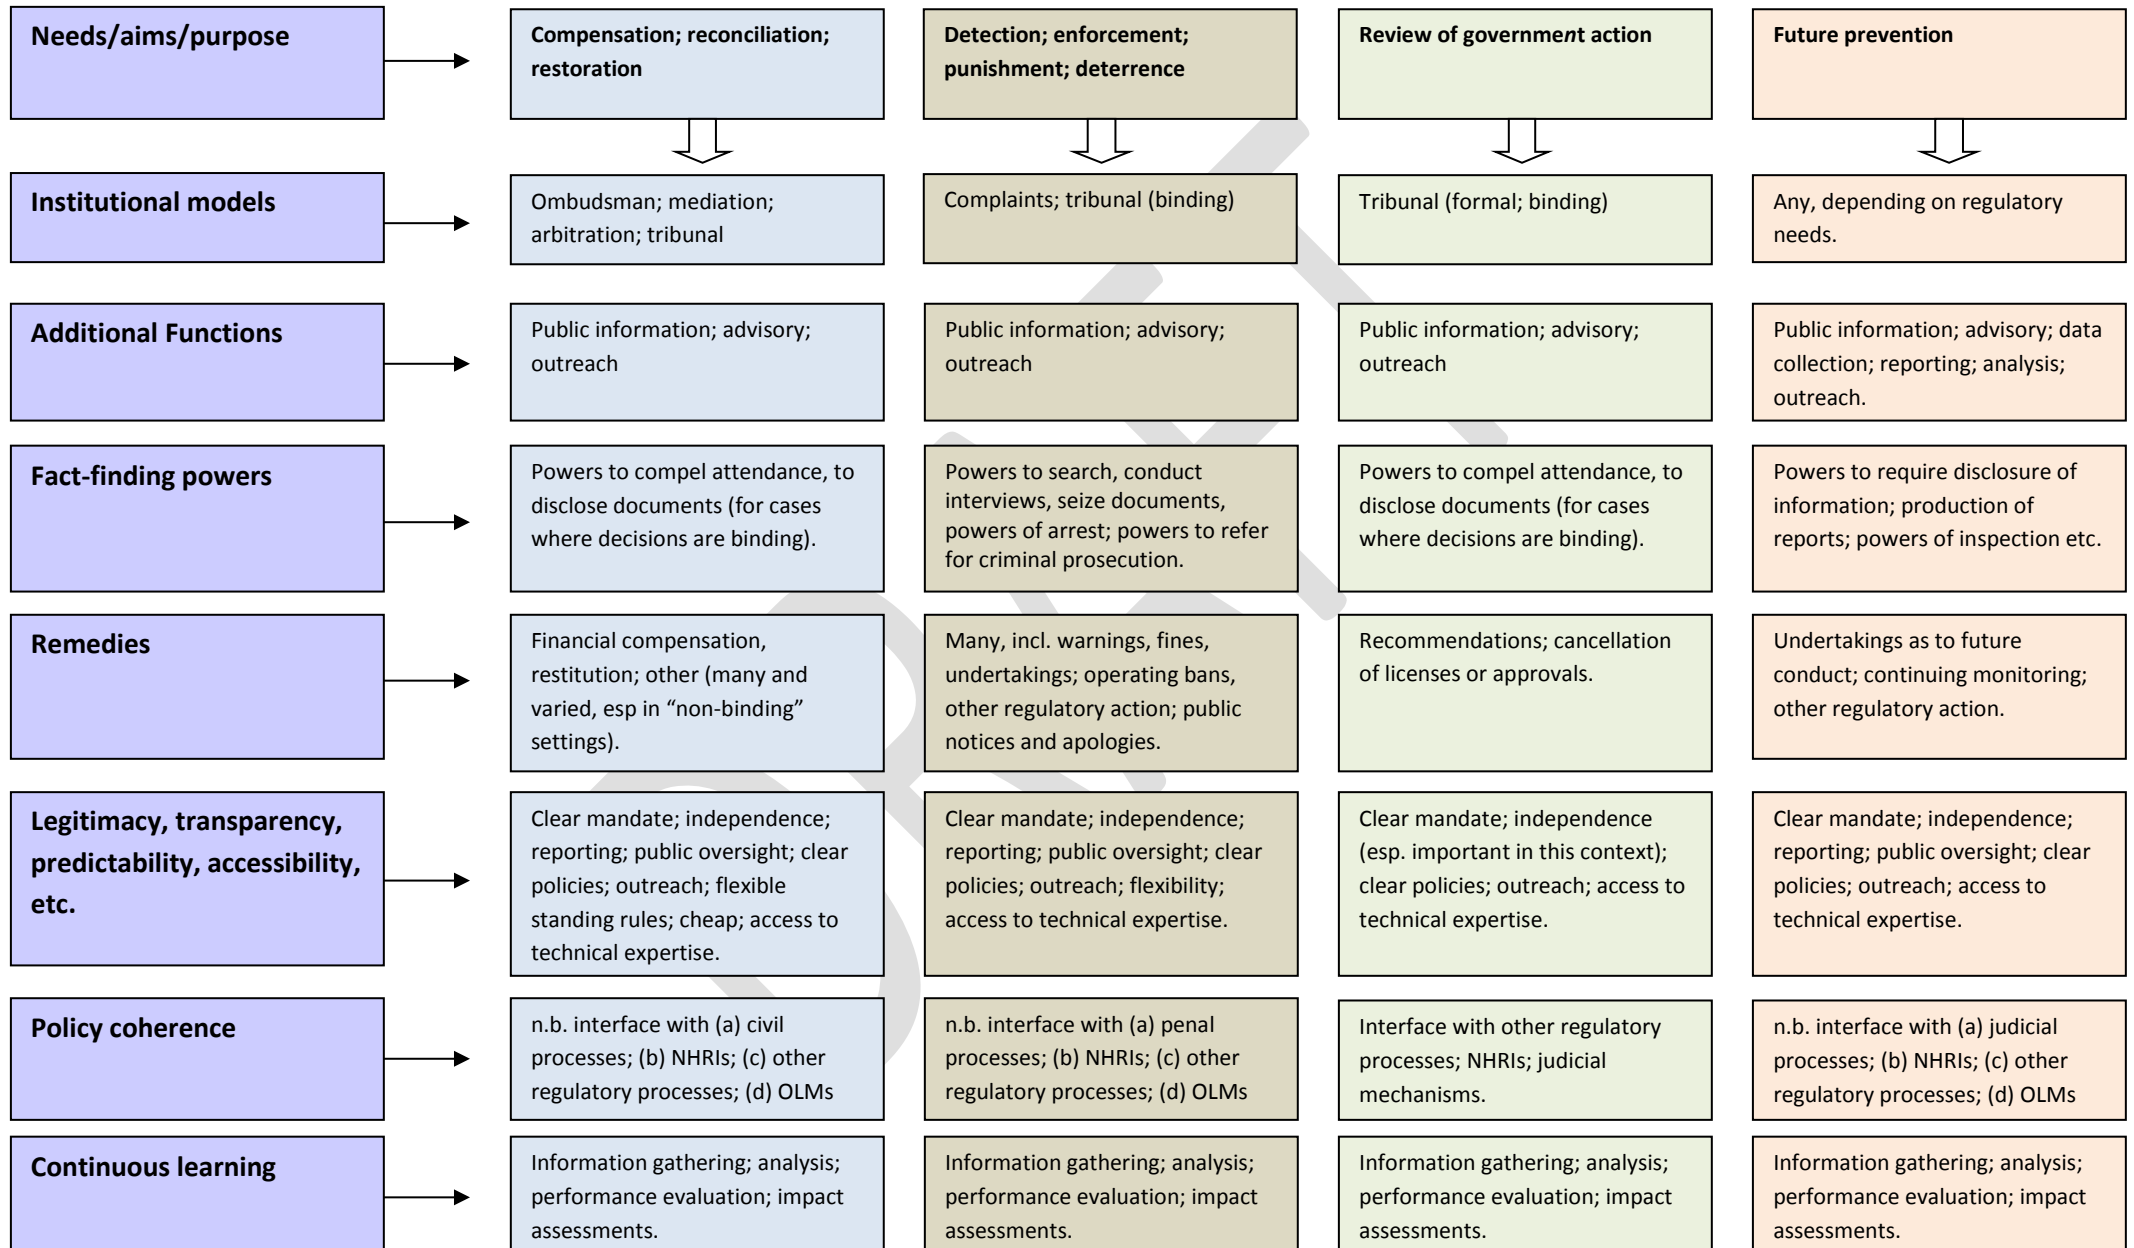 Needs/aims/purpose
Compensation; reconciliation;
restoration
Detection; enforcement;
punishment; deterrence
Review of government action
Future prevention
Institutional models
Ombudsman; mediation;
arbitration; tribunal
Complaints; tribunal (binding)
Tribunal (formal; binding)
Any, depending on regulatory
needs.
Additional Functions
Public information; advisory;
outreach
Public information; advisory;
outreach
Public information; advisory;
outreach
Public information; advisory; data
collection; reporting; analysis;
outreach.
Fact-finding powers
Powers to compel attendance, to
disclose documents (for cases
where decisions are binding).
Powers to search, conduct
interviews, seize documents,
powers of arrest; powers to refer
for criminal prosecution.
Powers to compel attendance, to
disclose documents (for cases
where decisions are binding).
Powers to require disclosure of
information; production of
reports; powers of inspection etc.
Remedies
Financial compensation,
restitution; other (many and
varied, esp in “non-binding”
settings).
Many, incl. warnings, fines,
undertakings; operating bans,
other regulatory action; public
notices and apologies.
Recommendations; cancellation
of licenses or approvals.
Undertakings as to future
conduct; continuing monitoring;
other regulatory action.
Legitimacy, transparency,
predictability, accessibility,
etc.
Clear mandate; independence;
reporting; public oversight; clear
policies; outreach; flexible
standing rules; cheap; access to
technical expertise.
Clear mandate; independence;
reporting; public oversight; clear
policies; outreach; flexibility;
access to technical expertise.
Clear mandate; independence
(esp. important in this context);
clear policies; outreach; access to
technical expertise.
Clear mandate; independence;
reporting; public oversight; clear
policies; outreach; access to
technical expertise.
Policy coherence
n.b. interface with (a) civil
processes; (b) NHRIs; (c) other
regulatory processes; (d) OLMs
n.b. interface with (a) penal
processes; (b) NHRIs; (c) other
regulatory processes; (d) OLMs
Interface with other regulatory
processes; NHRIs; judicial
mechanisms.
n.b. interface with (a) judicial
processes; (b) NHRIs; (c) other
regulatory processes; (d) OLMs
Continuous learning
Information gathering; analysis;
performance evaluation; impact
assessments.
Information gathering; analysis;
performance evaluation; impact
assessments.
Information gathering; analysis;
performance evaluation; impact
assessments.
Information gathering; analysis;
performance evaluation; impact
assessments.
DRAFT